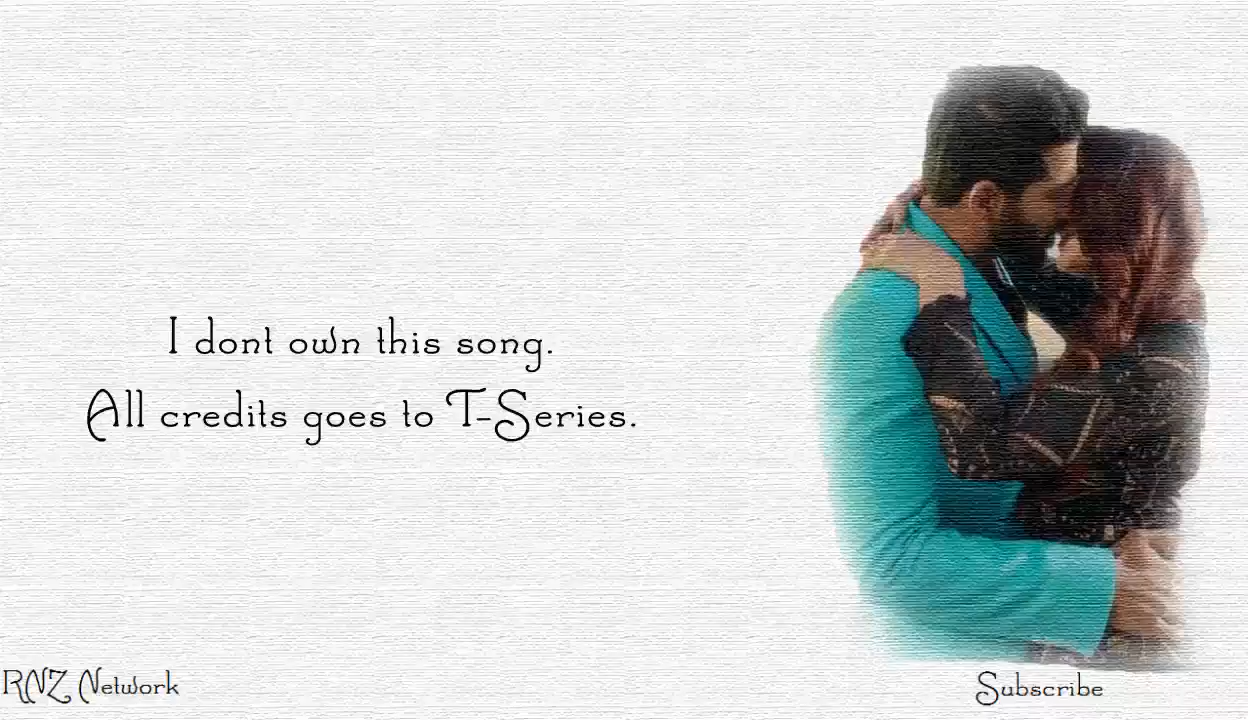 I dont own this song.
All credits goes to T-Series.
RNZ Network
Subscribe